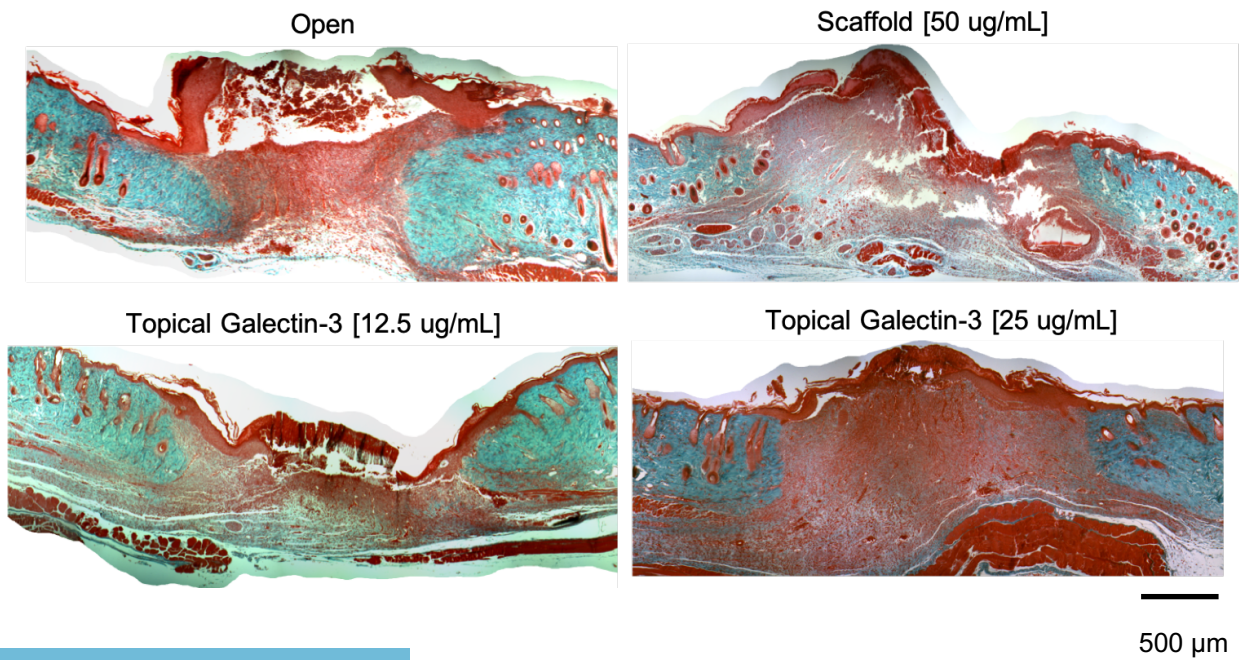 Open
Scaffold [50 ug/mL]
Topical Galectin-3 [12.5 ug/mL]
Topical Galectin-3 [25 ug/mL]
500 µm